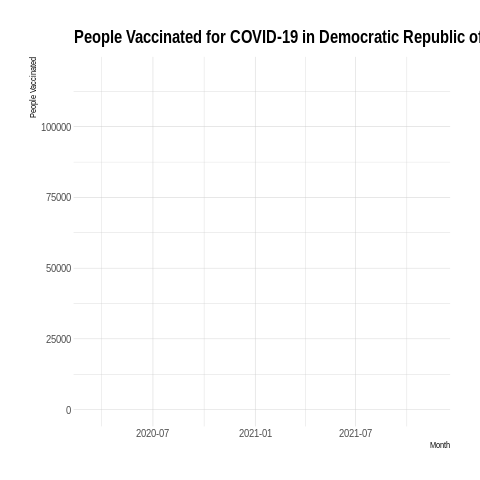 People Vaccinated for COVID-19 in Democratic Republic of
People Vaccinated
100000
75000
50000
25000
0
2020-07 2021-01 2021-07
Month